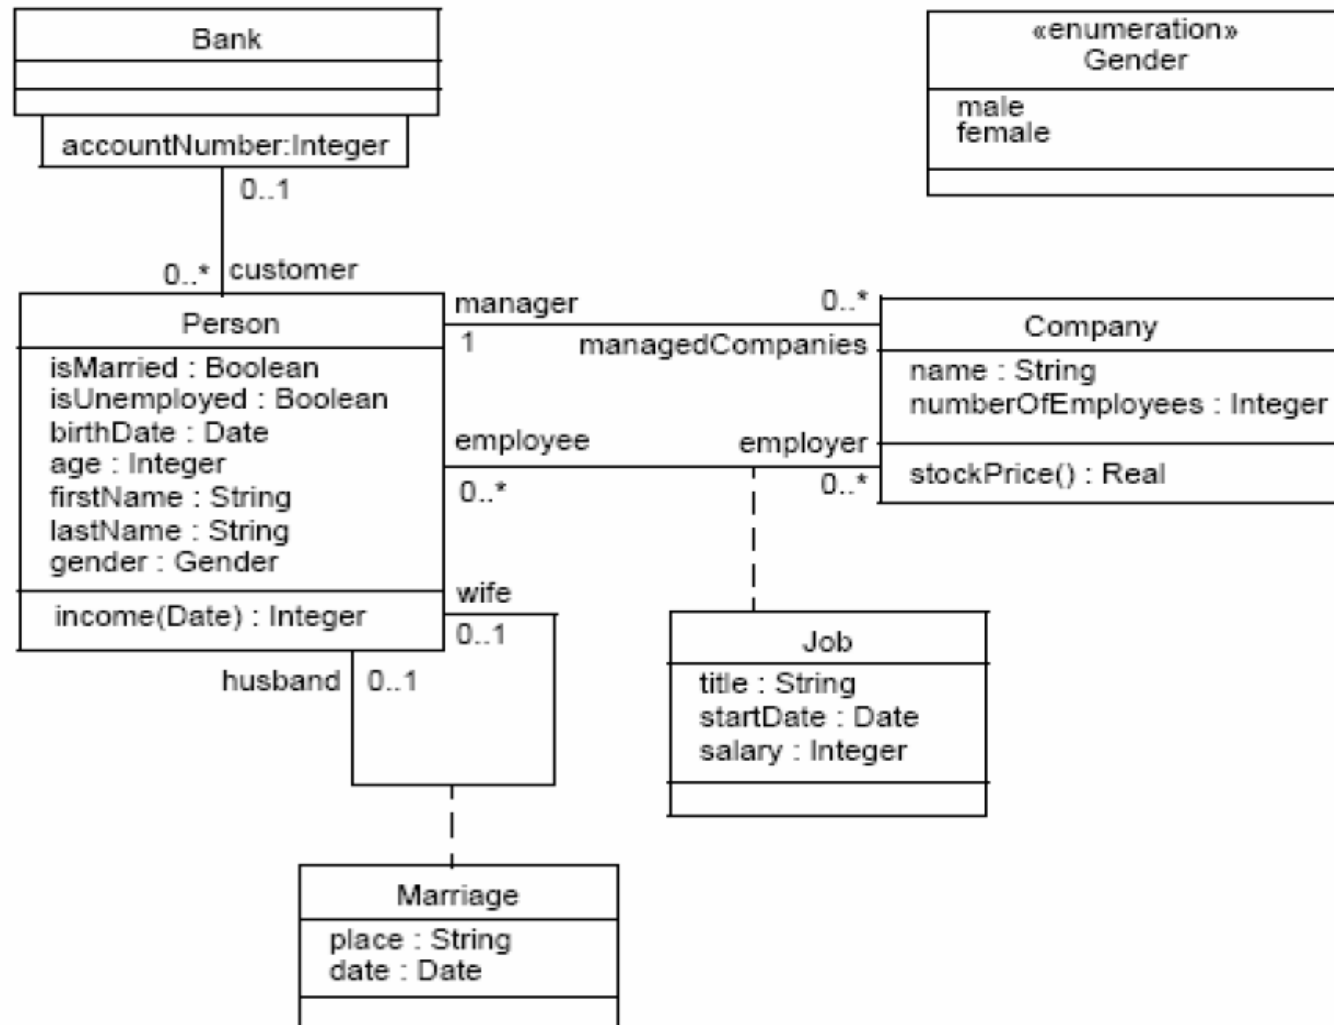 Bank
accountNumber:Integer
0..1
0..* customer
«enumeration»
Gender
male
female
Person
isMarried : Boolean
isUnemployed : Boolean
birthDate : Date
age : Integer
firstName : String
lastName : String
gender : Gender
income(Date) : Integer
manager
1
0..*
managedCompanies
employee
0..*
employer
0..*
Company
name : String
numberOfEmployees : Integer
stockPrice() : Real
wife
0..1
husband
0..1
Job
title : String
startDate : Date
salary : Integer
Marriage
place : String
date : Date